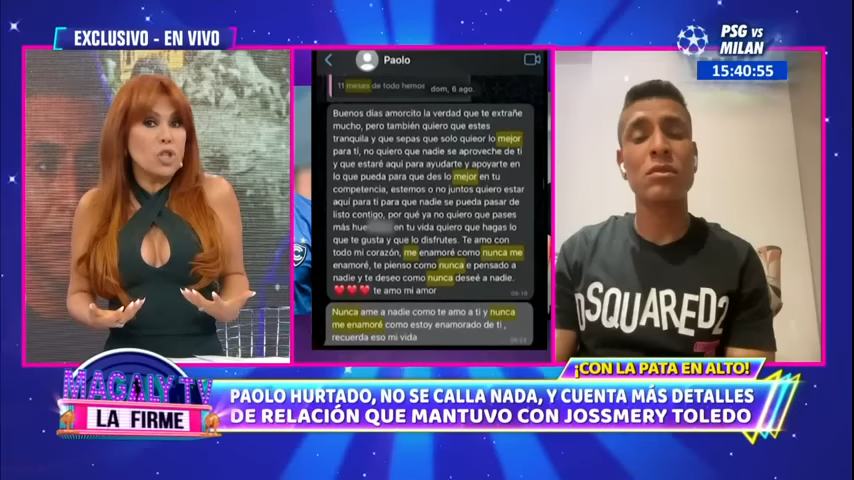 EXCLUSIVO - EN VIVO
PSG vs
MILAN
15:40:55
Paolo
11 meses de todo hemos
dom, 6 ago.
Buenos días amorcito la verdad que te extrañe
mucho, pero también quiero que estes
tranquila y que sepas que solo quieor lo mejor
para ti, no quiero que nadie se aproveche de ti
y que estaré aquí para ayudarte y apoyarte en
lo que pueda para que des lo mejor en tu
competencia, estemos o no juntos quiero estar
aquí para ti para que nadie se pueda pasar de
listo contigo, por qué ya no quiero que pases
más hue en tu vida quiero que hagas lo
que te gusta y que lo disfrutes. Te amo con
todo mi corazón, me enamoré como nunca me
enamoré, te pienso como nunca e pensado a
nadie y te deseo como nunca deseé a nadie.
❤️❤️❤️ te amo mi amor
Nunca ame a nadie como te amo a ti y nunca
me enamoré como estoy enamorado de ti ,
recuerda eso mi vida
DSQUARED2
¡CON LA PATA EN ALTO!
MAGALY TV
LA FIRME
PAOLO HURTADO, NO SE CALLA NADA, Y CUENTA MÁS DETALLES
DE RELACIÓN QUE MANTUVO CON JOSSMERY TOLEDO